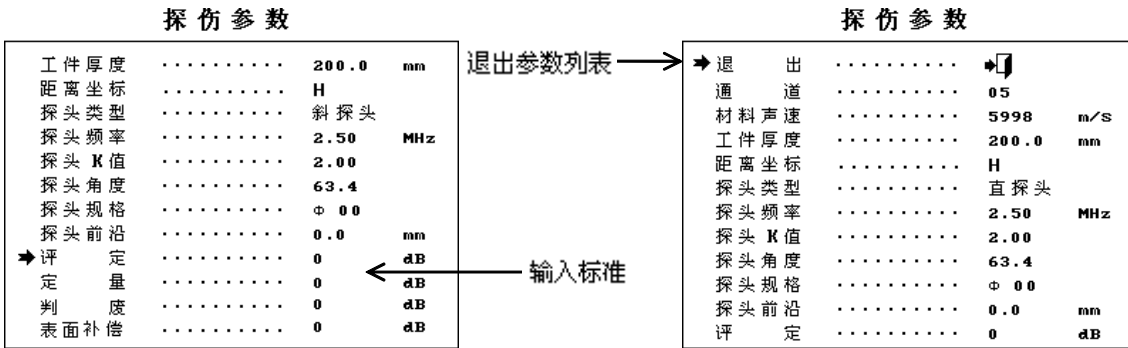 探伤参数
工件厚度 ·········· 200.0 mm
距离坐标 ·········· H
探头类型 ·········· 斜探头
探头频率 ·········· 2.50 MHz
探头 K值 ·········· 2.00
探头角度 ·········· 63.4
探头规格 ·········· Φ 00
探头前沿 ·········· 0.0 mm
评定 ·········· 0 dB
定量 ·········· 0 dB
判废 ·········· 0 dB
表面补偿 ·········· 0 dB
退出参数列表
输入标准
探伤参数
退出 ··········
通道 ·········· 05
材料声速 ·········· 5998 m/S
工件厚度 ·········· 200.0 mm
距离坐标 ·········· H
探头类型 ·········· 直探头
探头频率 ·········· 2.50 MHz
探头 K值 ·········· 2.00
探头角度 ·········· 63.4
探头规格 ·········· Φ 00
探头前沿 ·········· 0.0 mm
评定 ·········· 0 dB